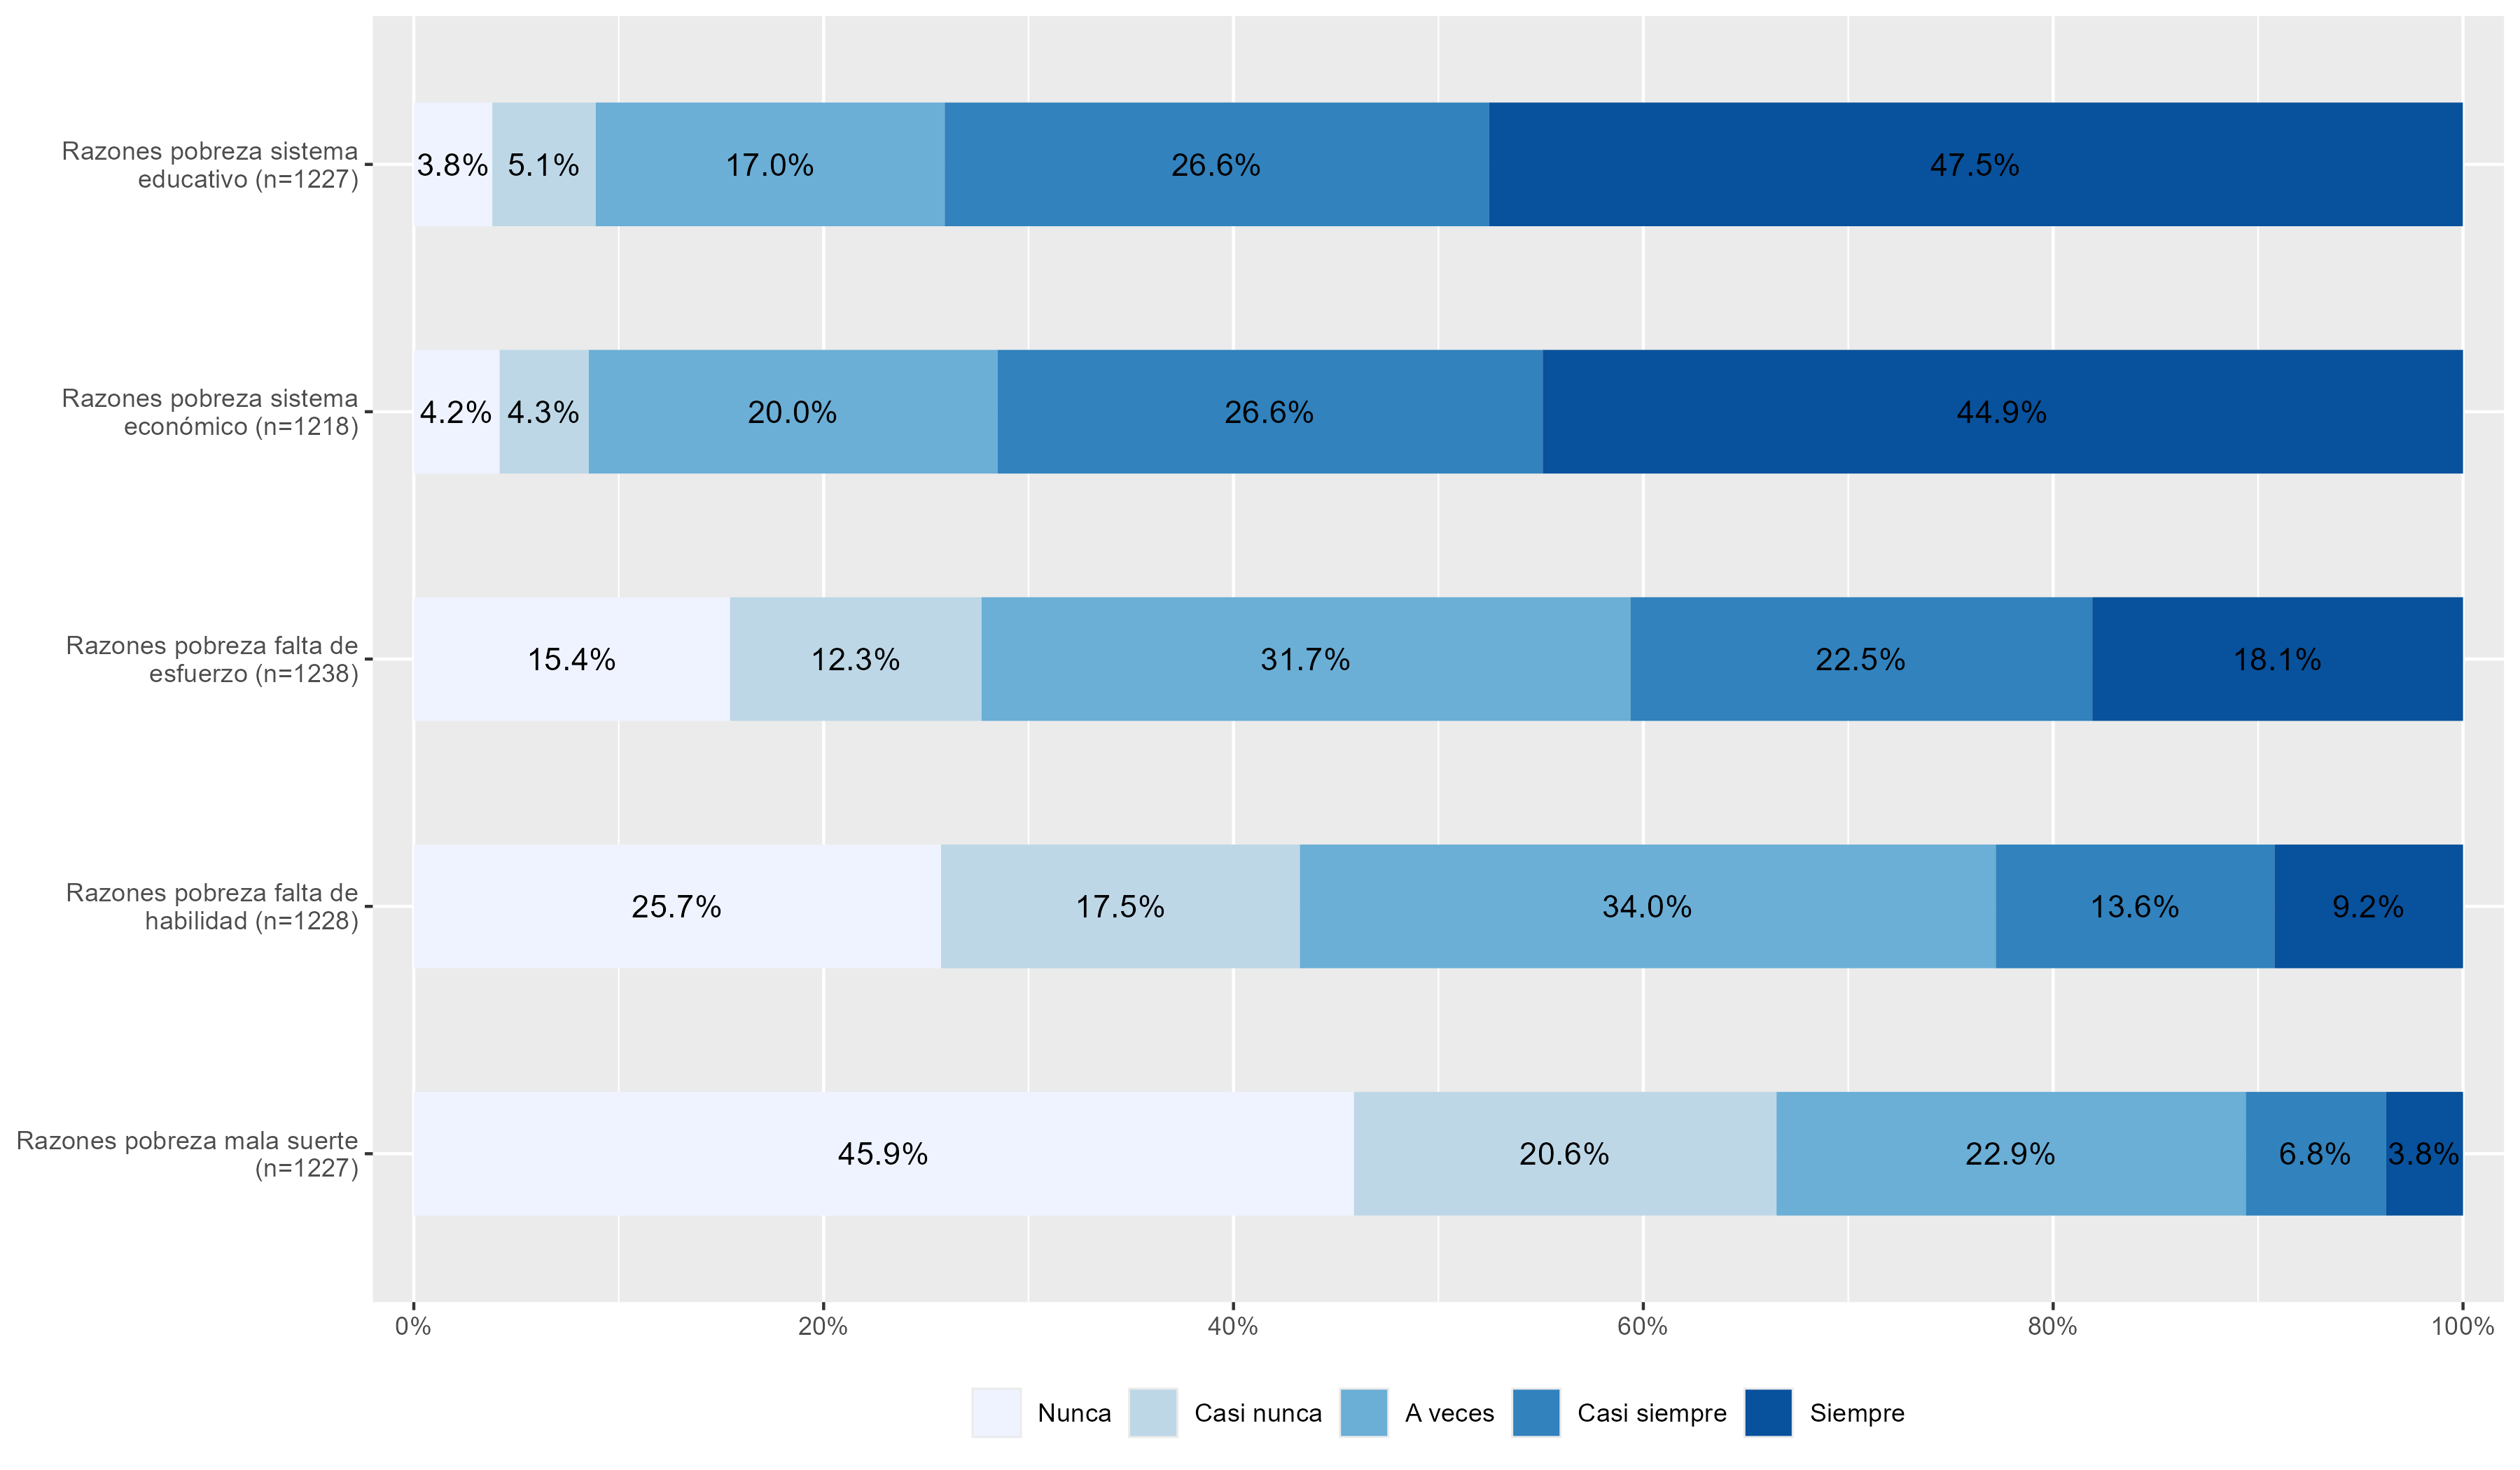 Razones pobreza sistema
educativo (n=1227)
3.8% 5.1% 17.0% 26.6% 47.5%
Razones pobreza sistema
económico (n=1218)
4.2% 4.3% 20.0% 26.6% 44.9%
Razones pobreza falta de
esfuerzo (n=1238)
15.4% 12.3% 31.7% 22.5% 18.1%
Razones pobreza falta de
habilidad (n=1228)
25.7% 17.5% 34.0% 13.6% 9.2%
Razones pobreza mala suerte
(n=1227)
45.9% 20.6% 22.9% 6.8% 3.8%
0% 20% 40% 60% 80% 100%
Nunca Casi nunca A veces Casi siempre Siempre